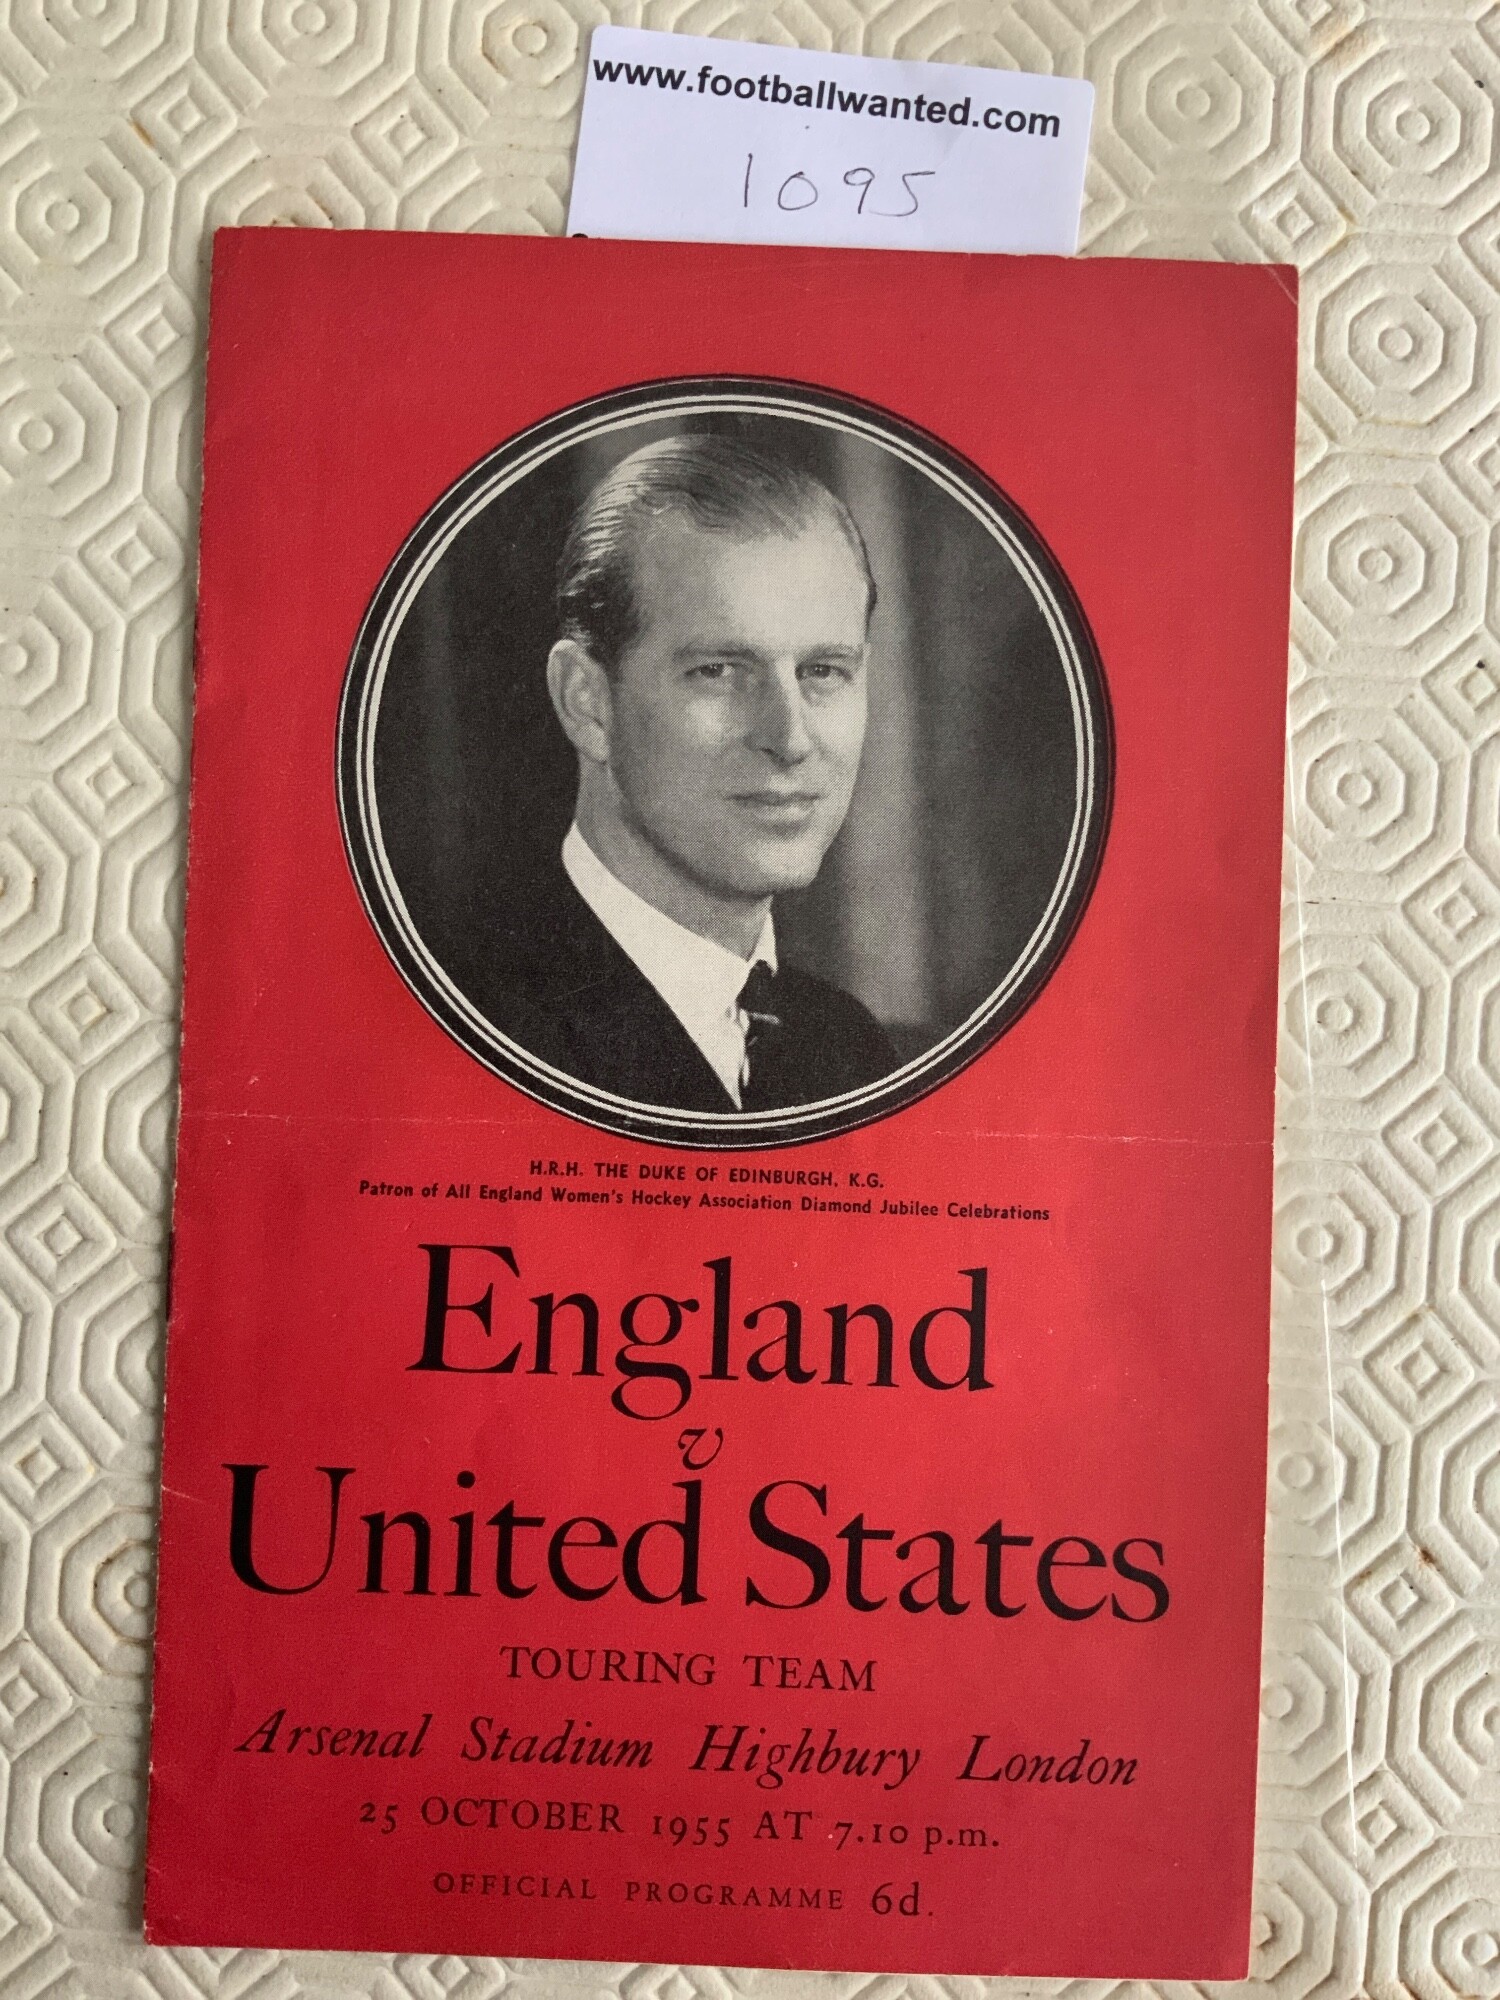 www.footballwanted.com
1095
H.R.H. THE DUKE OF EDINBURGH, K.G.
Patron of All England Women's Hockey Association Diamond Jubilee Celebrations
England
v
United States
TOURING TEAM
Arsenal Stadium Highbury London
25 OCTOBER 1955 AT 7.10 p.m.
OFFICIAL PROGRAMME 6d.